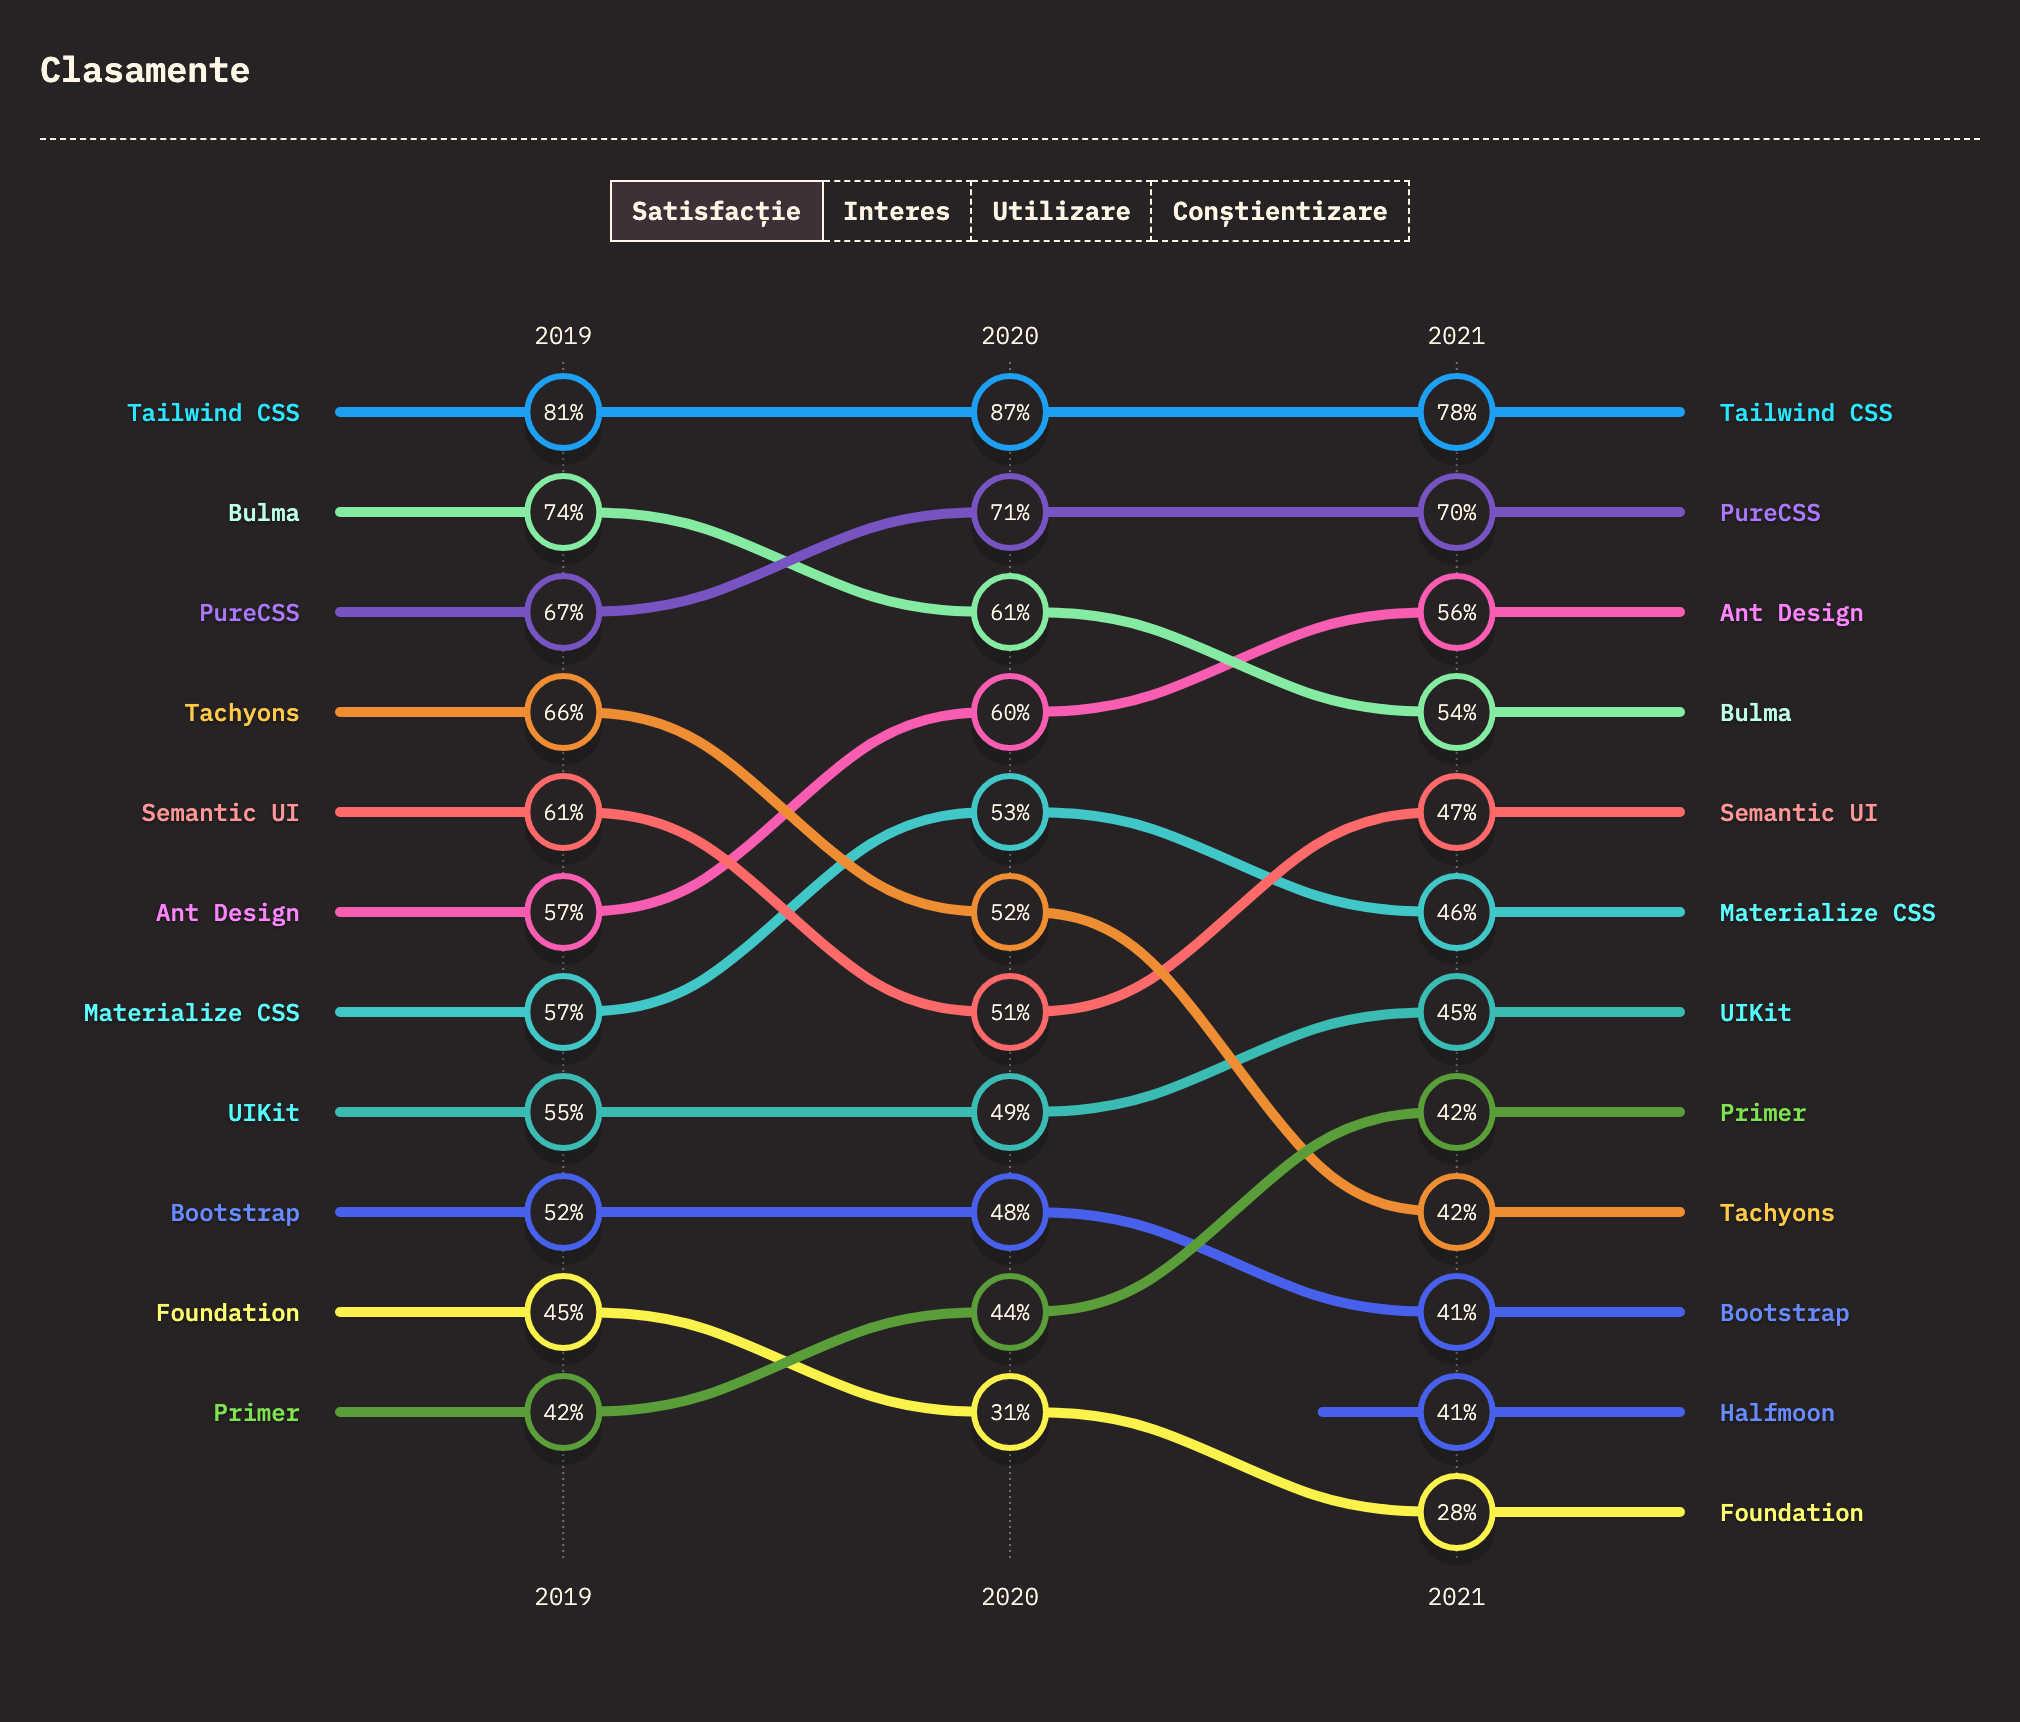 Clasamente
Satisfacție Interes Utilizare Conștientizare
2019 2020 2021
Tailwind CSS 81% 87% 78% Tailwind CSS
Bulma 74% 71% 70% PureCSS
PureCSS 67% 61% 56% Ant Design
Tachyons 66% 60% 54% Bulma
Semantic UI 61% 53% 47% Semantic UI
Ant Design 57% 52% 46% Materialize CSS
Materialize CSS 57% 51% 45% UIKit
UIKit 55% 49% 42% Primer
Bootstrap 52% 48% 42% Tachyons
Foundation 45% 44% 41% Bootstrap
Primer 42% 31% 41% Halfmoon
28% Foundation
2019 2020 2021